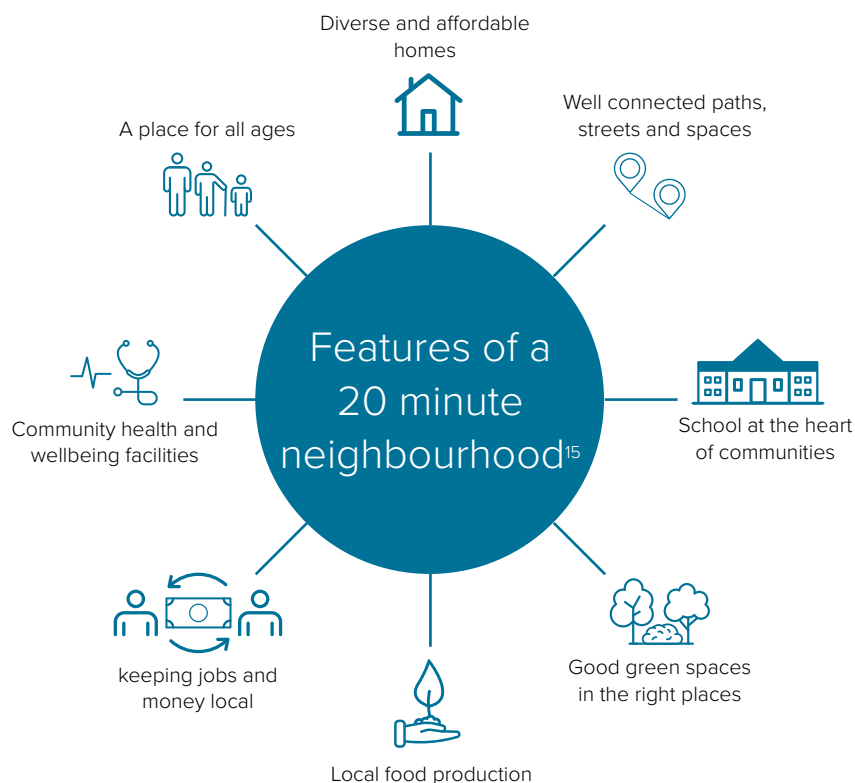 Diverse and affordable
homes
Well connected paths,
streets and spaces
A place for all ages
Features of a
20 minute
neighbourhood15
Community health and
wellbeing facilities
School at the heart
of communities
keeping jobs and
money local
Good green spaces
in the right places
Local food production